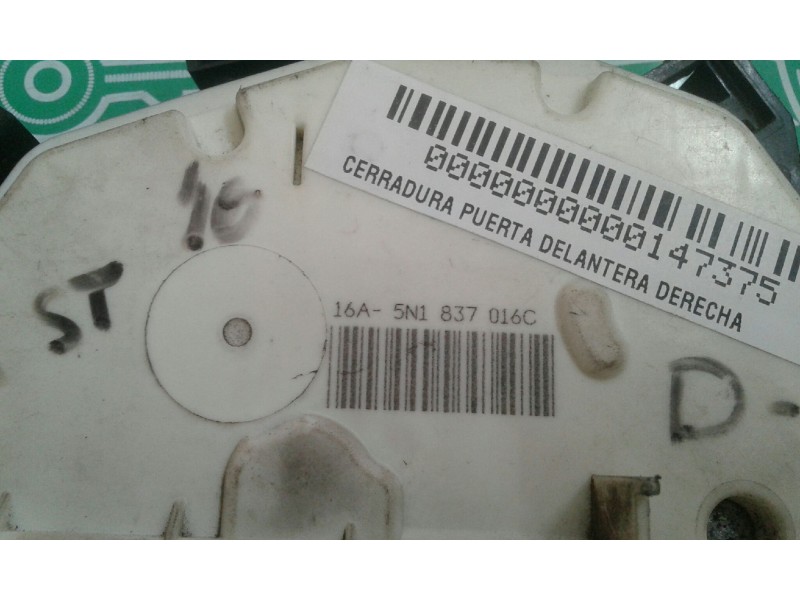 0000000000147375
CERRADURA PUERTA DELANTERA DERECHA
ST
16A- 5N1 837 016C
D-